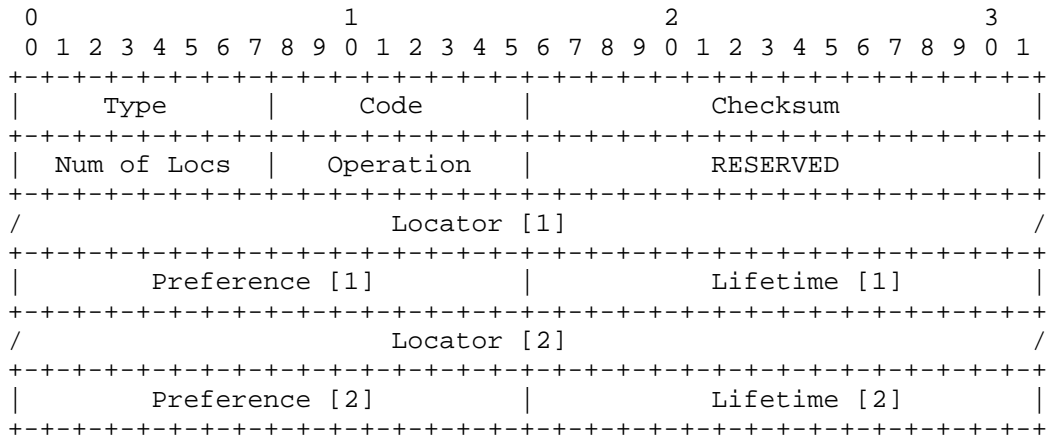 0                   1                   2                   3
 0 1 2 3 4 5 6 7 8 9 0 1 2 3 4 5 6 7 8 9 0 1 2 3 4 5 6 7 8 9 0 1
+-+-+-+-+-+-+-+-+-+-+-+-+-+-+-+-+-+-+-+-+-+-+-+-+-+-+-+-+-+-+-+-+
|     Type      |     Code      |           Checksum            |
+-+-+-+-+-+-+-+-+-+-+-+-+-+-+-+-+-+-+-+-+-+-+-+-+-+-+-+-+-+-+-+-+
|  Num of Locs  |   Operation   |           RESERVED            |
+-+-+-+-+-+-+-+-+-+-+-+-+-+-+-+-+-+-+-+-+-+-+-+-+-+-+-+-+-+-+-+-+
/                       Locator [1]                             /
+-+-+-+-+-+-+-+-+-+-+-+-+-+-+-+-+-+-+-+-+-+-+-+-+-+-+-+-+-+-+-+-+
|        Preference [1]         |           Lifetime [1]        |
+-+-+-+-+-+-+-+-+-+-+-+-+-+-+-+-+-+-+-+-+-+-+-+-+-+-+-+-+-+-+-+-+
/                       Locator [2]                             /
+-+-+-+-+-+-+-+-+-+-+-+-+-+-+-+-+-+-+-+-+-+-+-+-+-+-+-+-+-+-+-+-+
|        Preference [2]         |           Lifetime [2]        |
+-+-+-+-+-+-+-+-+-+-+-+-+-+-+-+-+-+-+-+-+-+-+-+-+-+-+-+-+-+-+-+-+